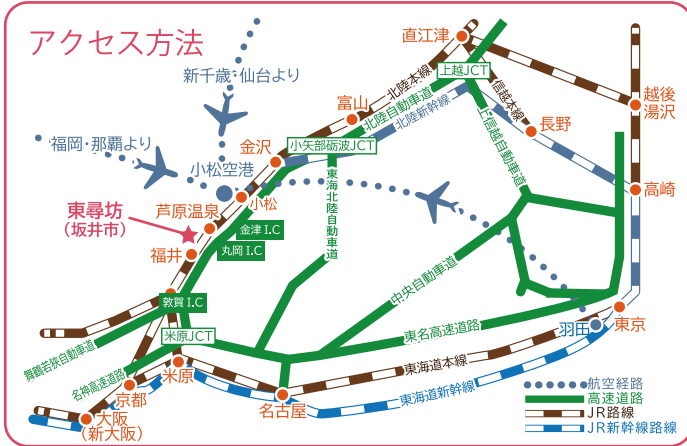 アクセス方法
新千歳・仙台より
福岡・那覇より
小松空港
直江津
上越JCT
北陸本線
信越本線
富山
北陸自動車道
北陸新幹線
越後
湯沢
長野
金沢
小矢部砺波JCT
上信越自動車道
高崎
東海北陸自動車道
小松
芦原温泉
東尋坊
(坂井市)
金津I.C
丸岡I.C
福井
敦賀I.C
中央自動車道
米原JCT
東名高速道路
羽田
東京
舞鶴若狭自動車道
名神高速道路
米原
東海道本線
東海道新幹線
京都
名古屋
大阪
(新大阪)
航空経路
高速道路
JR路線
JR新幹線路線